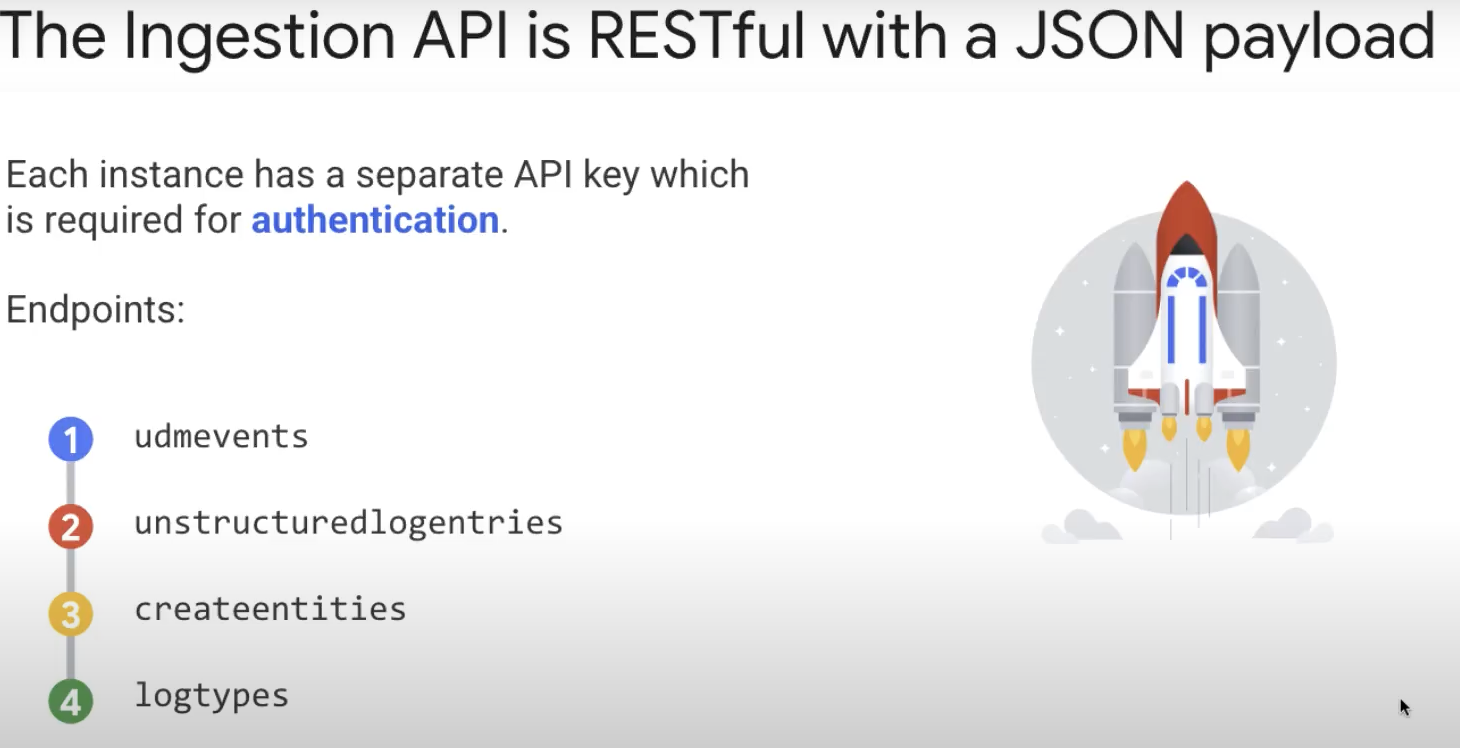 The Ingestion API is RESTful with a JSON payload
Each instance has a separate API key which
is required for authentication.
Endpoints:
1 udmevents
2 unstructuredlogentries
3 createentities
4 logtypes